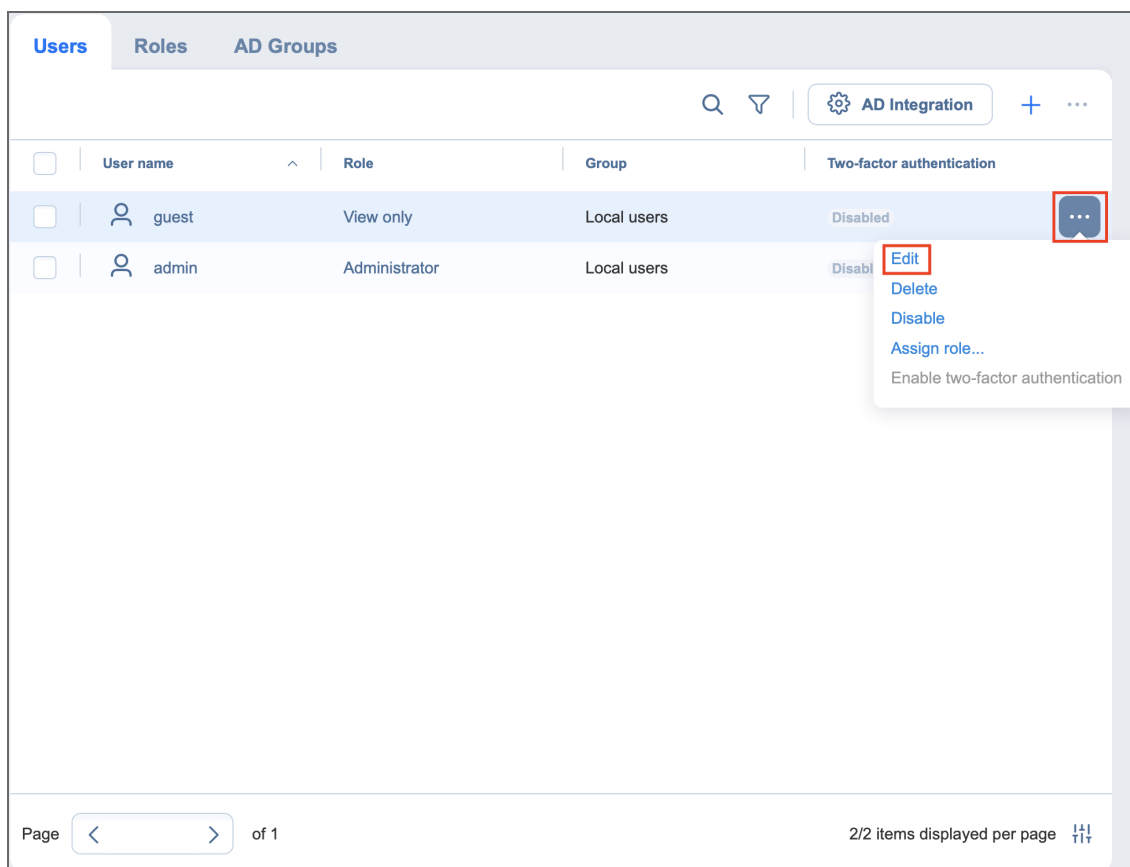 Users Roles AD Groups
AD Integration
User name Role Group Two-factor authentication
guest View only Local users Disabled
admin Administrator Local users Disabl
Edit
Delete
Disable
Assign role...
Enable two-factor authentication
Page of 1 2/2 items displayed per page